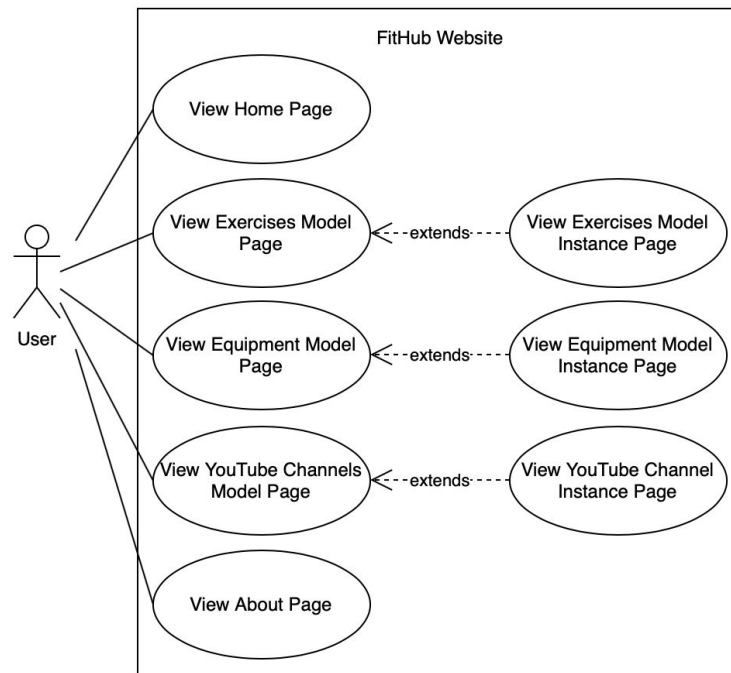 FitHub Website
View Home Page
View Exercises Model
Page
extends
View Exercises Model
Instance Page
User
View Equipment Model
Page
extends
View Equipment Model
Instance Page
View YouTube Channels
Model Page
extends
View YouTube Channel
Instance Page
View About Page